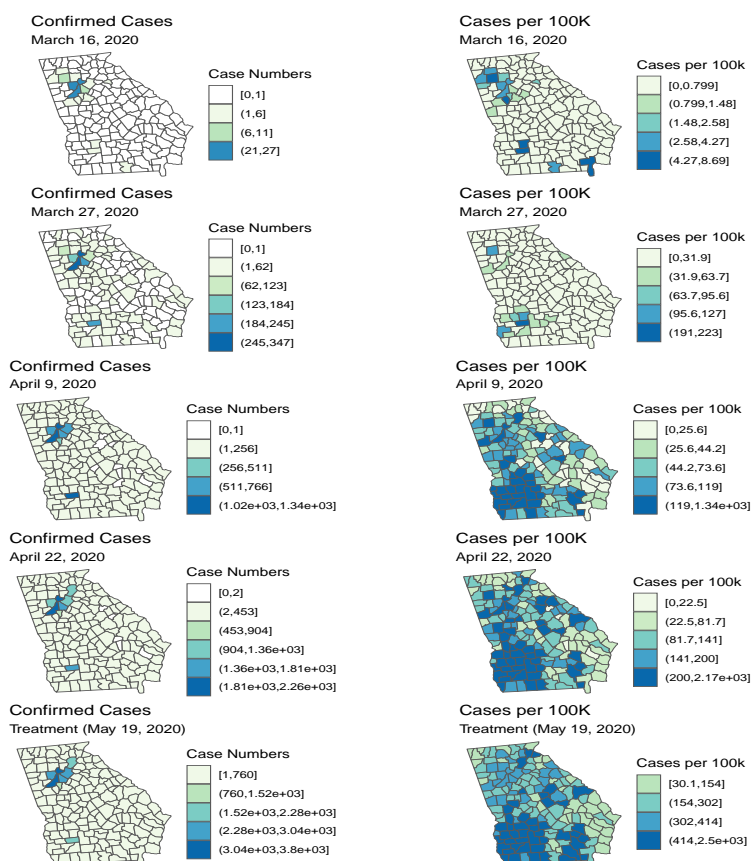 Confirmed Cases
March 16, 2020
Case Numbers
[0,1]
(1,6]
(6,11]
(21,27]
Cases per 100K
March 16, 2020
Cases per 100k
[0,0.799]
(0.799,1.48]
(1.48,2.58]
(2.58,4.27]
(4.27,8.69]
Confirmed Cases
March 27, 2020
Case Numbers
[0,1]
(1,62]
(62,123]
(123,184]
(184,245]
(245,347]
Cases per 100K
March 27, 2020
Cases per 100k
[0,31.9]
(31.9,63.7]
(63.7,95.6]
(95.6,127]
(191,223]
Confirmed Cases
April 9, 2020
Case Numbers
[0,1]
(1,256]
(256,511]
(511,766]
(1.02e+03,1.34e+03]
Cases per 100K
April 9, 2020
Cases per 100k
[0,25.6]
(25.6,44.2]
(44.2,73.6]
(73.6,119]
(119,1.34e+03]
Confirmed Cases
April 22, 2020
Case Numbers
[0,2]
(2,453]
(453,904]
(904,1.36e+03]
(1.36e+03,1.81e+03]
(1.81e+03,2.26e+03]
Cases per 100K
April 22, 2020
Cases per 100k
[0,22.5]
(22.5,81.7]
(81.7,141]
(141,200]
(200,2.17e+03]
Confirmed Cases
Treatment (May 19, 2020)
Case Numbers
[1,760]
(760,1.52e+03]
(1.52e+03,2.28e+03]
(2.28e+03,3.04e+03]
(3.04e+03,3.8e+03]
Cases per 100K
Treatment (May 19, 2020)
Cases per 100k
[30.1,154]
(154,302]
(302,414]
(414,2.5e+03]